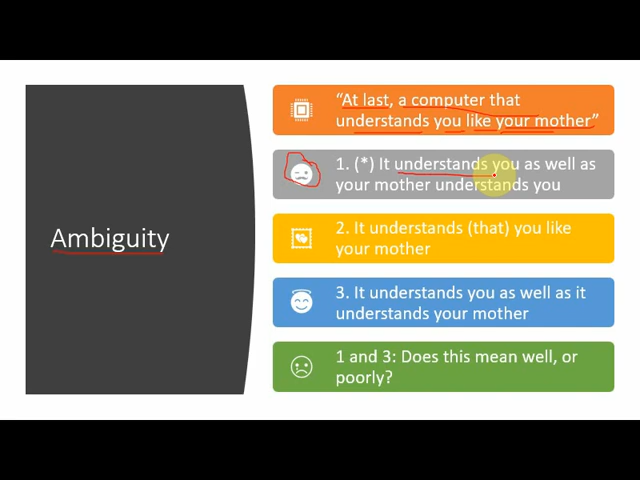 Ambiguity
“At last, a computer that
understands you like your mother”
1. (*) It understands you as well as
your mother understands you
2. It understands (that) you like
your mother
3. It understands you as well as it
understands your mother
1 and 3: Does this mean well, or
poorly?